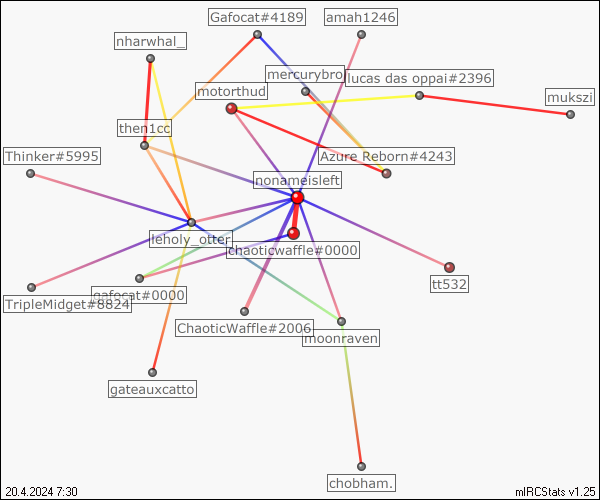 Gafocat#4189
amah1246
nharwhal_
mercurybro
lucas das oppai#2396
motorthud
mukszi
then1cc
Thinker#5995
Azure Reborn#4243
nonameisleft
leholy_otter
chaoticwaffle#0000
tt532
gafocat#0000
TripleMidget#8824
ChaoticWaffle#2006
moonraven
gateauxcatto
chobham.
20.4.2024 7:30
mIRCStats v1.25